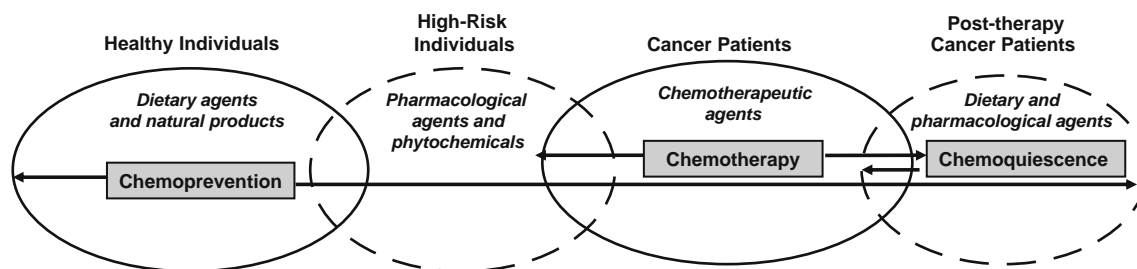 Healthy Individuals
High-Risk
Individuals
Cancer Patients
Post-therapy
Cancer Patients
Dietary agents
and natural products
Pharmacological
agents and
phytochemicals
Chemotherapeutic
agents
Dietary and
pharmacological agents
Chemoprevention
Chemotherapy
Chemoquiescence